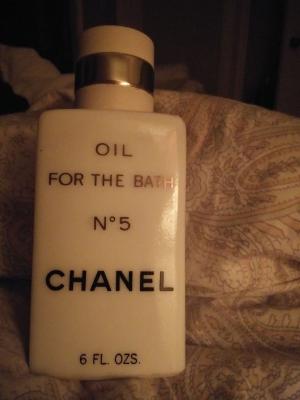 OIL
FOR THE BATH
N°5
CHANEL
6 FL. OZS.